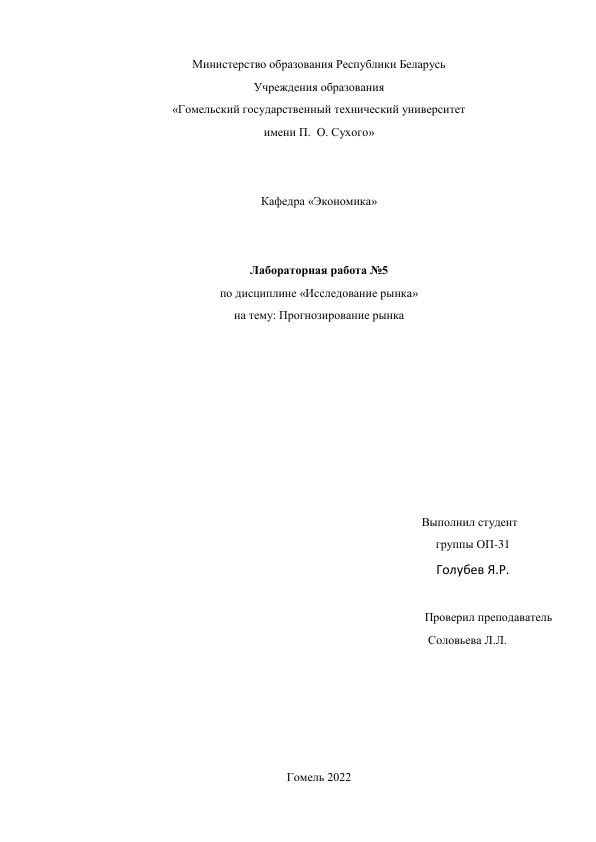 Министерство образования Республики Беларусь
Учреждения образования
«Гомельский государственный технический университет
имени П.  О. Сухого»
Кафедра «Экономика»
Лабораторная работа №5
по дисциплине «Исследование рынка»
на тему: Прогнозирование рынка
Выполнил студент
группы ОП-31
Голубев Я.Р.
Проверил преподаватель
Соловьева Л.Л.
Гомель 2022